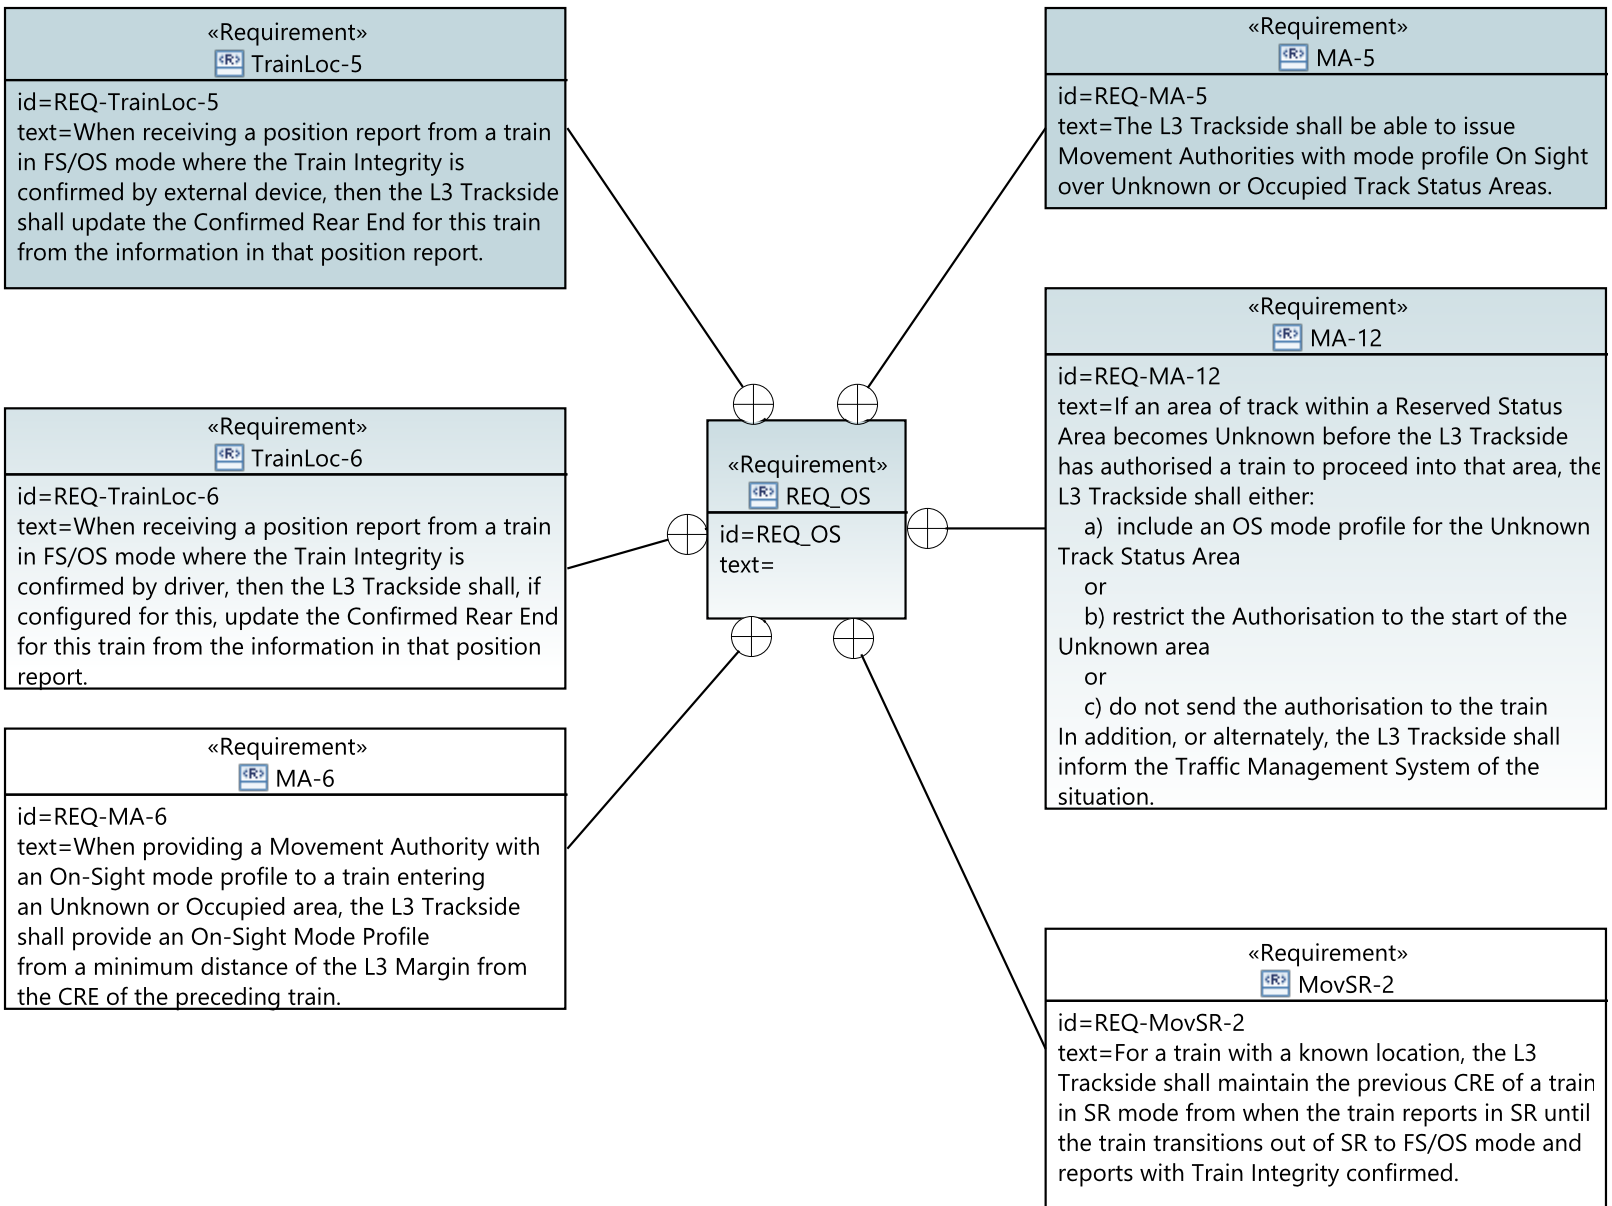 «Requirement»
<R> TrainLoc-5
id=REQ-TrainLoc-5
text=When receiving a position report from a train
in FS/OS mode where the Train Integrity is
confirmed by external device, then the L3 Trackside
shall update the Confirmed Rear End for this train
from the information in that position report.
«Requirement»
<R> TrainLoc-6
id=REQ-TrainLoc-6
text=When receiving a position report from a train
in FS/OS mode where the Train Integrity is
confirmed by driver, then the L3 Trackside shall, if
configured for this, update the Confirmed Rear End
for this train from the information in that position
report.
«Requirement»
<R> MA-6
id=REQ-MA-6
text=When providing a Movement Authority with
an On-Sight mode profile to a train entering
an Unknown or Occupied area, the L3 Trackside
shall provide an On-Sight Mode Profile
from a minimum distance of the L3 Margin from
the CRE of the preceding train.
«Requirement»
<R> REQ_OS
id=REQ_OS
text=
«Requirement»
<R> MA-5
id=REQ-MA-5
text=The L3 Trackside shall be able to issue
Movement Authorities with mode profile On Sight
over Unknown or Occupied Track Status Areas.
«Requirement»
<R> MA-12
id=REQ-MA-12
text=If an area of track within a Reserved Status
Area becomes Unknown before the L3 Trackside
has authorised a train to proceed into that area, the
L3 Trackside shall either:
a) include an OS mode profile for the Unknown
Track Status Area
or
b) restrict the Authorisation to the start of the
Unknown area
or
c) do not send the authorisation to the train
In addition, or alternately, the L3 Trackside shall
inform the Traffic Management System of the
situation.
«Requirement»
<R> MovSR-2
id=REQ-MovSR-2
text=For a train with a known location, the L3
Trackside shall maintain the previous CRE of a train
in SR mode from when the train reports in SR until
the train transitions out of SR to FS/OS mode and
reports with Train Integrity confirmed.